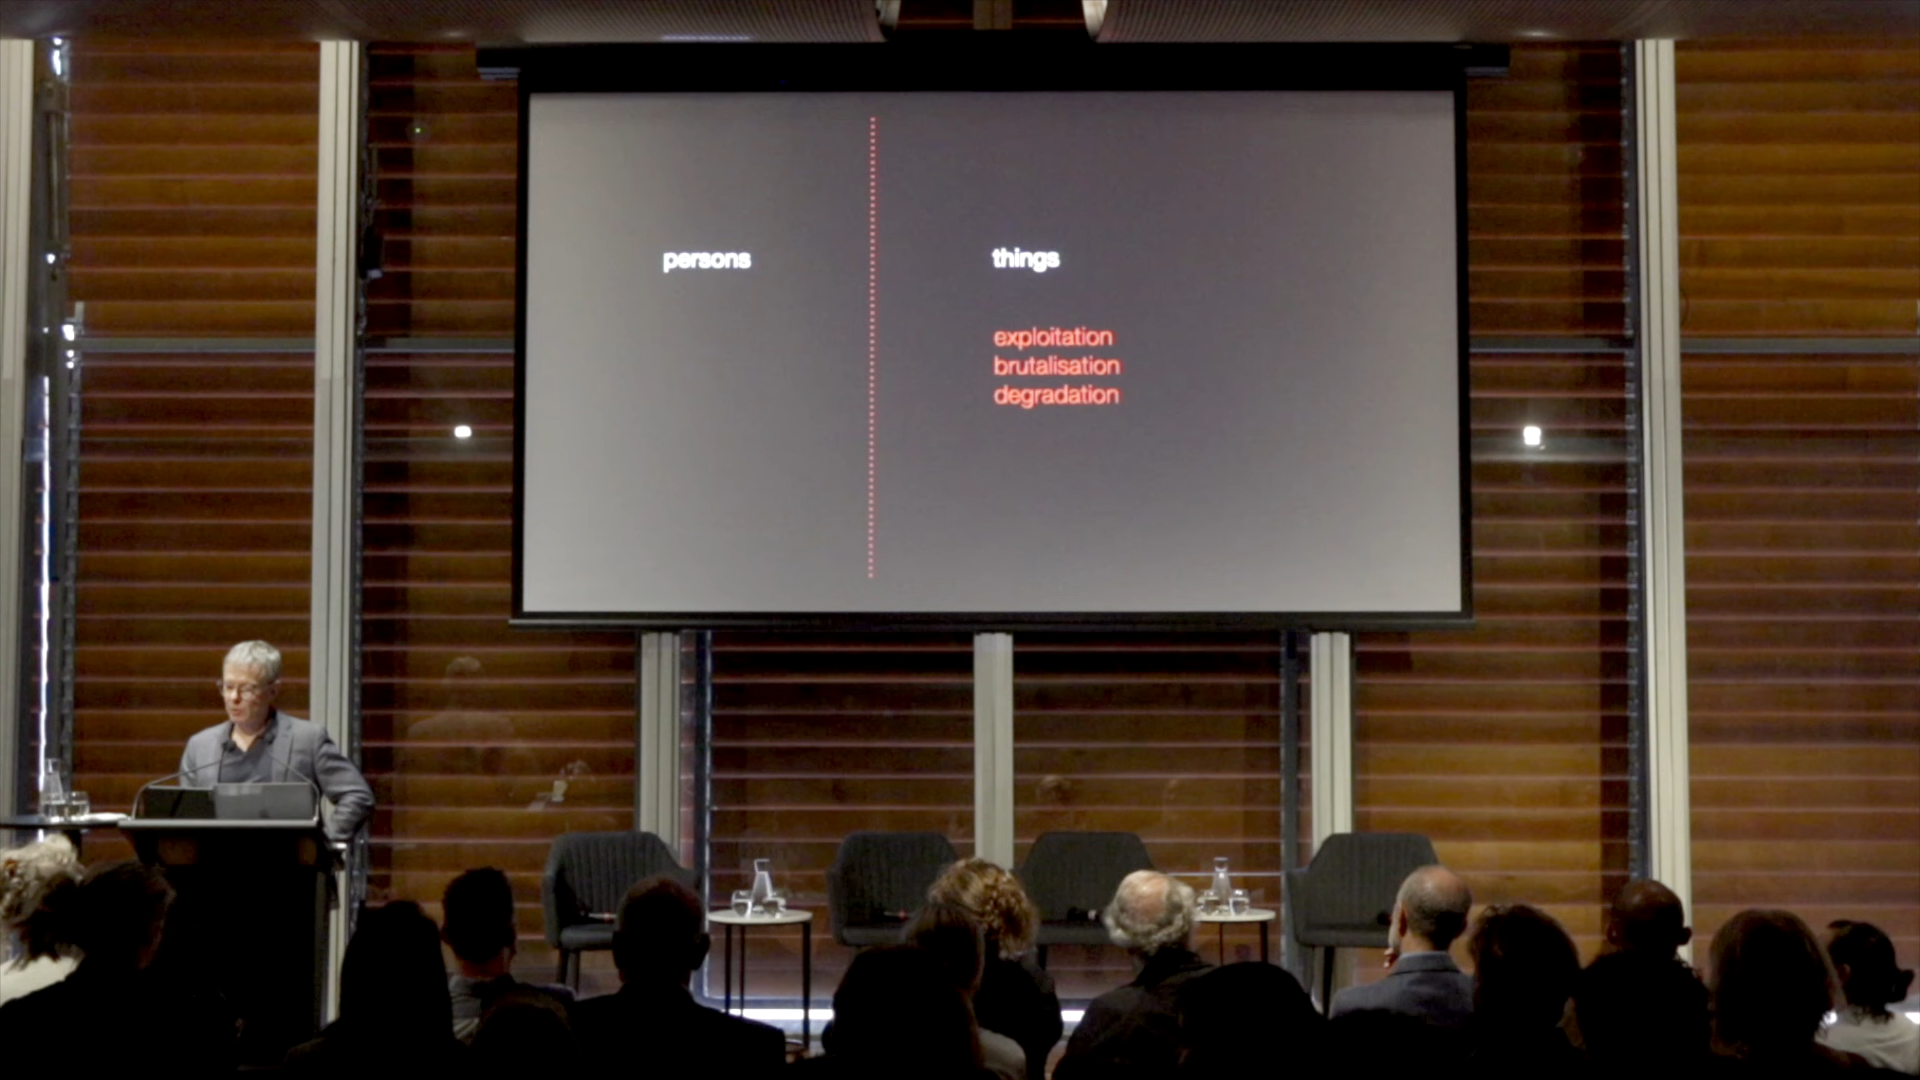 persons
things
exploitation
brutalisation
degradation